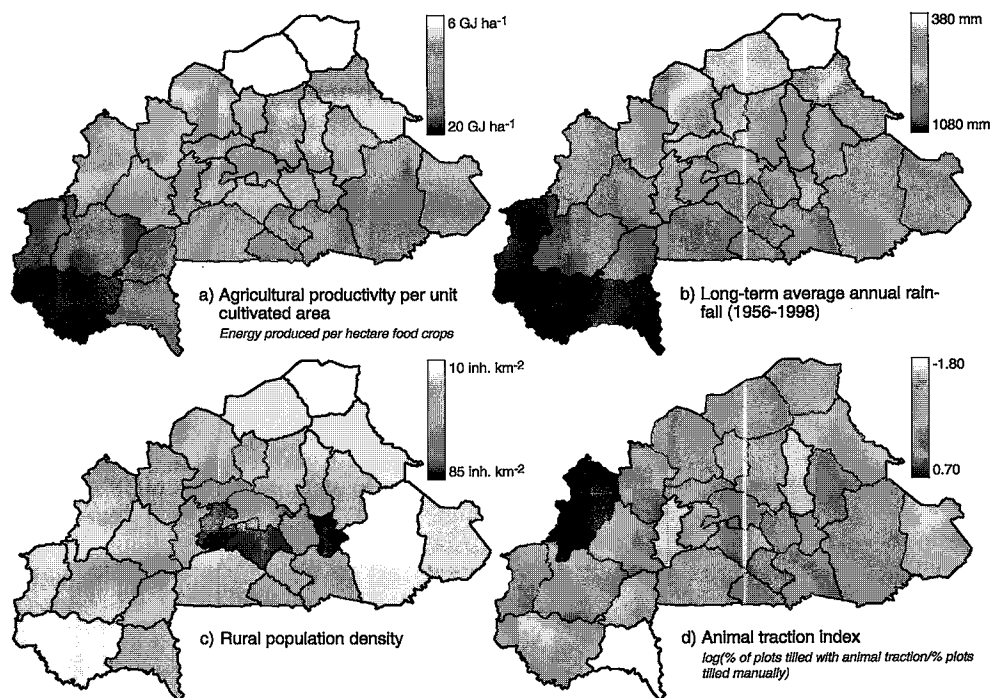 6 GJ ha-1
20 GJ ha-1
a) Agricultural productivity per unit
cultivated area
Energy produced per hectare food crops
380 mm
1080 mm
b) Long-term average annual rain-
fall (1956-1998)
10 inh. km-2
85 inh. km-2
c) Rural population density
-1.80
0.70
d) Animal traction index
log(% of plots tilled with animal traction/% plots
tilled manually)